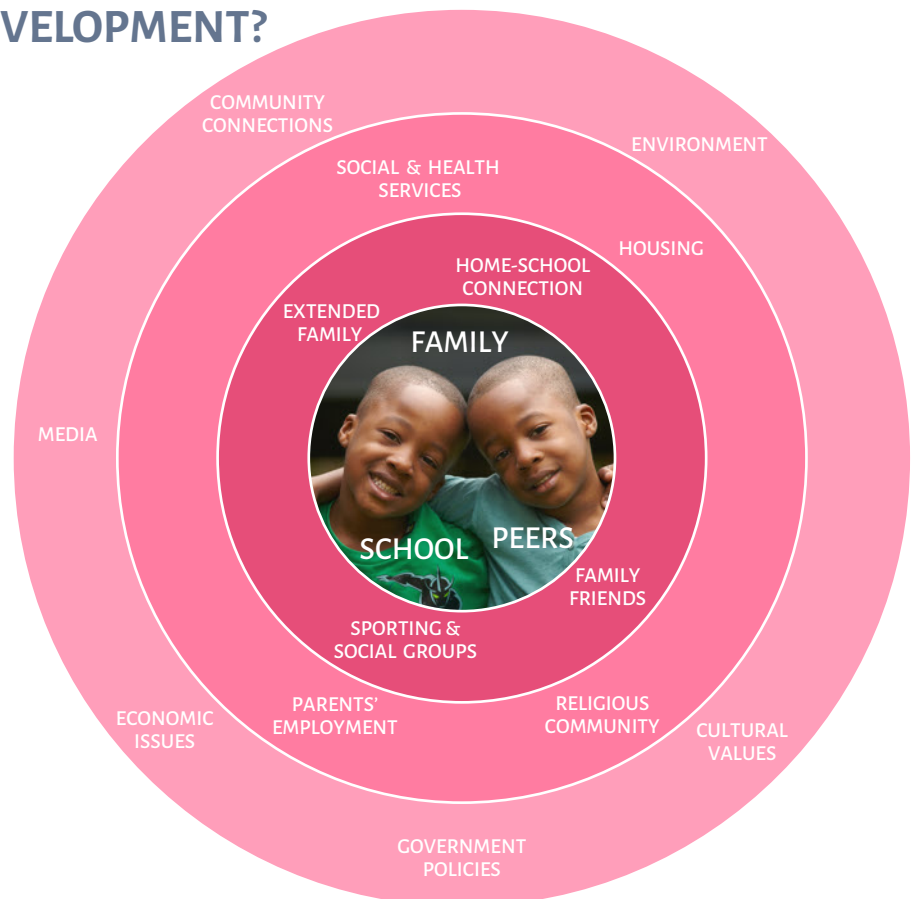 VELOPMENT?
COMMUNITY
CONNECTIONS
ENVIRONMENT
SOCIAL & HEALTH
SERVICES
HOUSING
HOME-SCHOOL
CONNECTION
EXTENDED
FAMILY
FAMILY
MEDIA
SCHOOL
PEERS
FAMILY
FRIENDS
SPORTING &
SOCIAL GROUPS
PARENTS'
EMPLOYMENT
RELIGIOUS
COMMUNITY
ECONOMIC
ISSUES
CULTURAL
VALUES
GOVERNMENT
POLICIES